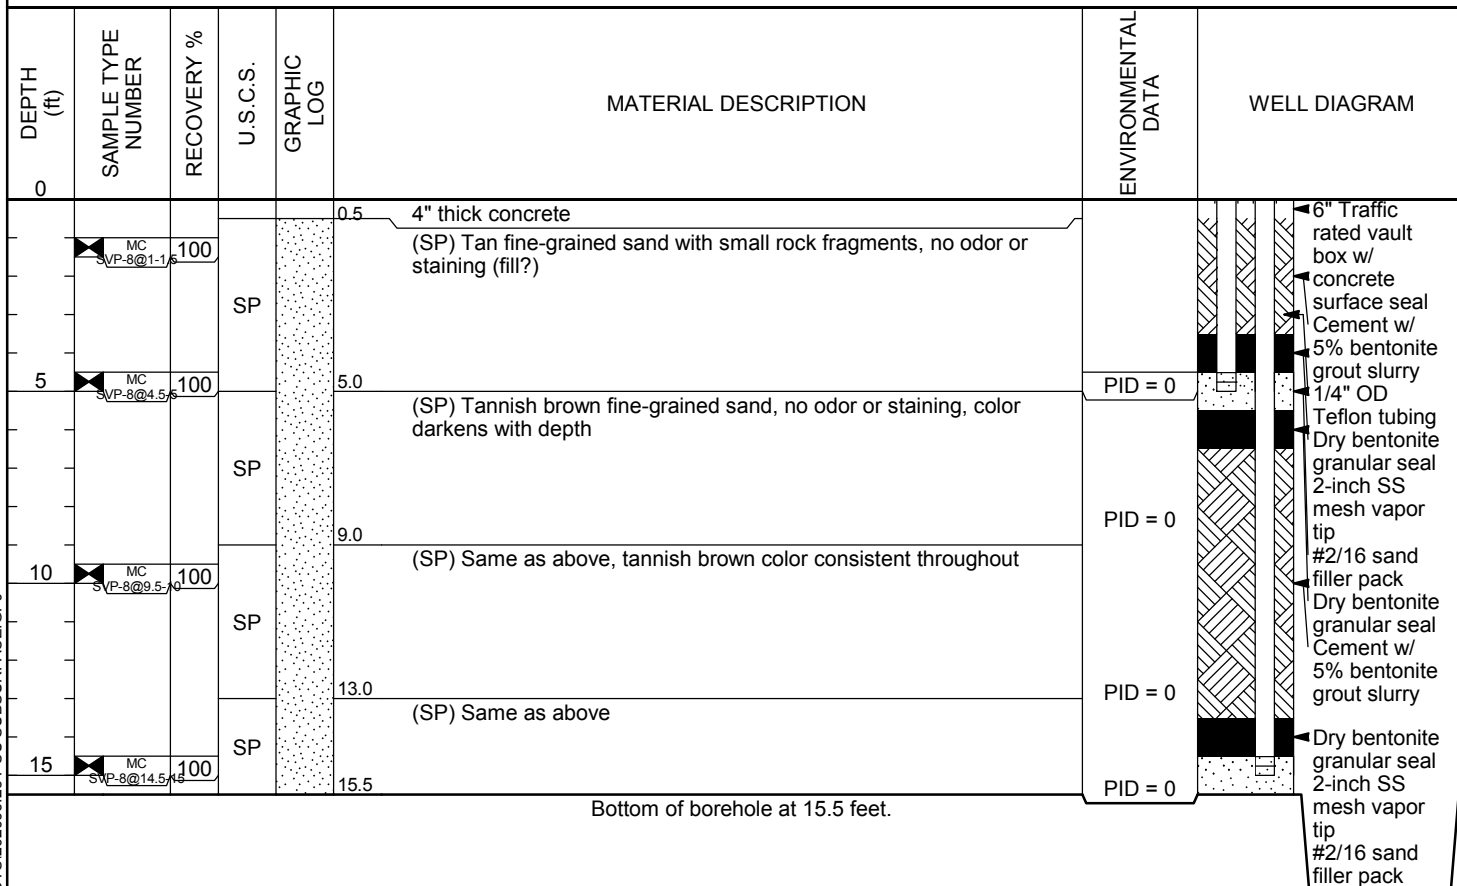 DEPTH
(ft)
SAMPLE TYPE
NUMBER
RECOVERY %
U.S.C.S.
GRAPHIC
LOG
MATERIAL DESCRIPTION
ENVIRONMENTAL
DATA
WELL DIAGRAM
0
0.5
4" thick concrete
(SP) Tan fine-grained sand with small rock fragments, no odor or
staining (fill?)
MC
SVP-8@1-1.5
100
SP
5
MC
SVP-8@4.5-5
100
5.0
PID = 0
(SP) Tannish brown fine-grained sand, no odor or staining, color
darkens with depth
SP
PID = 0
9.0
(SP) Same as above, tannish brown color consistent throughout
10
MC
SVP-8@9.5-10
100
SP
13.0
PID = 0
(SP) Same as above
SP
15
MC
SVP-8@14.5-15
100
15.5
PID = 0
Bottom of borehole at 15.5 feet.
6" Traffic
rated vault
box w/
concrete
surface seal
Cement w/
5% bentonite
grout slurry
1/4" OD
Teflon tubing
Dry bentonite
granular seal
2-inch SS
mesh vapor
tip
#2/16 sand
filler pack
Dry bentonite
granular seal
Cement w/
5% bentonite
grout slurry
Dry bentonite
granular seal
2-inch SS
mesh vapor
tip
#2/16 sand
filler pack